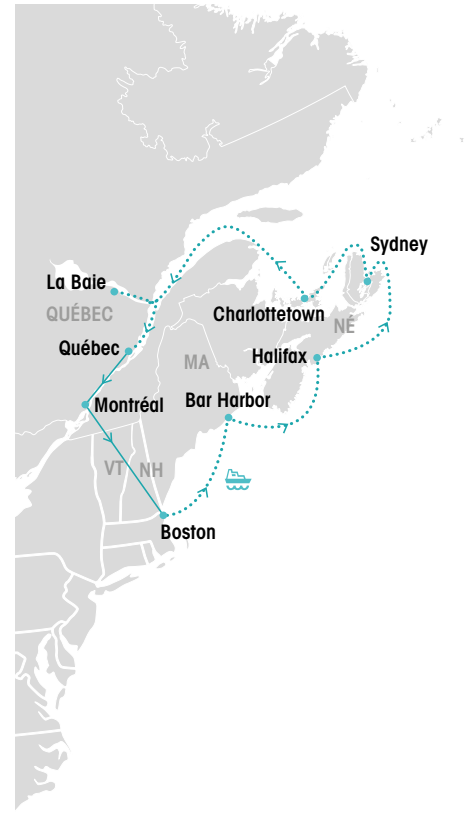 Sydney
La Baie
QUÉBEC
Charlottetown
NÉ
Québec
Halifax
MA
Bar Harbor
Montréal
VT
NH
Boston